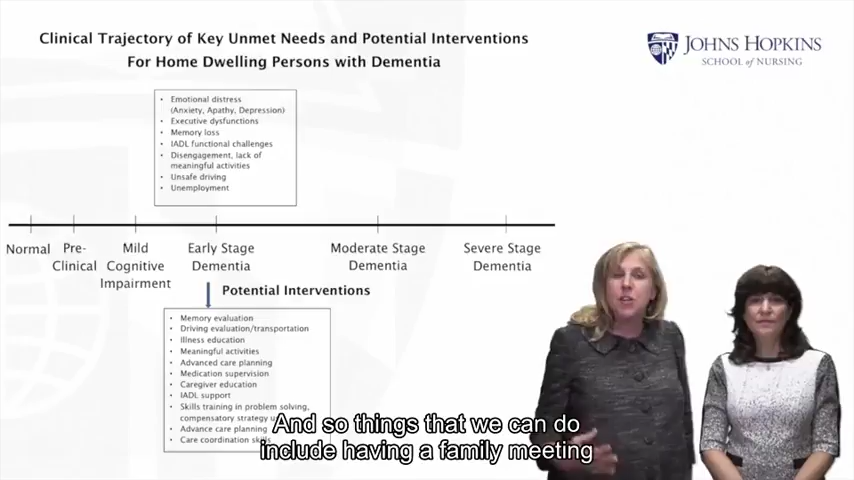 Clinical Trajectory of Key Unmet Needs and Potential Interventions
For Home Dwelling Persons with Dementia
JOHNS HOPKINS
SCHOOL of NURSING
• Emotional distress
(Anxiety, Apathy, Depression)
• Executive dysfunctions
• Memory loss
• IADL functional challenges
• Disengagement, lack of
meaningful activities
• Unsafe driving
• Unemployment
Normal
Pre-
Clinical
Mild
Cognitive
Impairment
Early Stage
Dementia
Moderate Stage
Dementia
Severe Stage
Dementia
Potential Interventions
• Memory evaluation
• Driving evaluation/transportation
• Illness education
• Meaningful activities
• Advanced care planning
• Medication supervision
• Caregiver education
• IADL support
• Skills training in problem solving,
compensatory strategy
• Advance care planning
• Care coordination
And so things that we can do
include having a family meeting